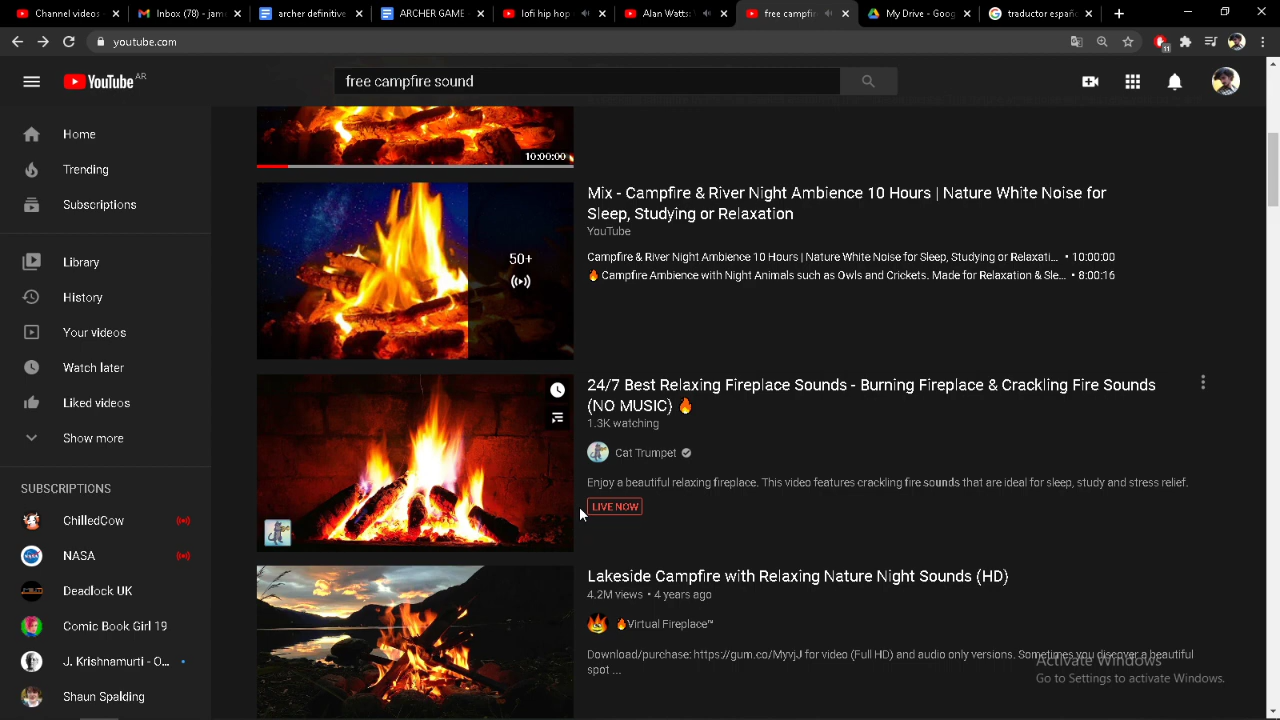 Channel videos
Inbox (78) - jam
archer definitive
ARCHER GAME
lofi hip hop
Alan Watts
free campfir
My Drive - Goog
traductor españo
youtube.com
11
YouTube AR
free campfire sound
Home
Trending
Subscriptions
Library
History
Your videos
Watch later
Liked videos
Show more
SUBSCRIPTIONS
ChilledCow
NASA
Deadlock UK
Comic Book Girl 19
J. Krishnamurti - O...
Shaun Spalding
10:00:00
50+
Mix - Campfire & River Night Ambience 10 Hours | Nature White Noise for
Sleep, Studying or Relaxation
YouTube
Campfire & River Night Ambience 10 Hours | Nature White Noise for Sleep, Studying or Relaxati... • 10:00:00
🔥 Campfire Ambience with Night Animals such as Owls and Crickets. Made for Relaxation & Sle... • 8:00:16
24/7 Best Relaxing Fireplace Sounds - Burning Fireplace & Crackling Fire Sounds
(NO MUSIC) 🔥
1.3K watching
Cat Trumpet
Enjoy a beautiful relaxing fireplace. This video features crackling fire sounds that are ideal for sleep, study and stress relief.
LIVE NOW
Lakeside Campfire with Relaxing Nature Night Sounds (HD)
4.2M views • 4 years ago
🔥Virtual Fireplace™
Download/purchase: https://gum.co/MyvjJ for video (Full HD) and audio only versions. Sometimes you discover a beautiful
spot ...
Activate Windows
Go to Settings to activate Windows.